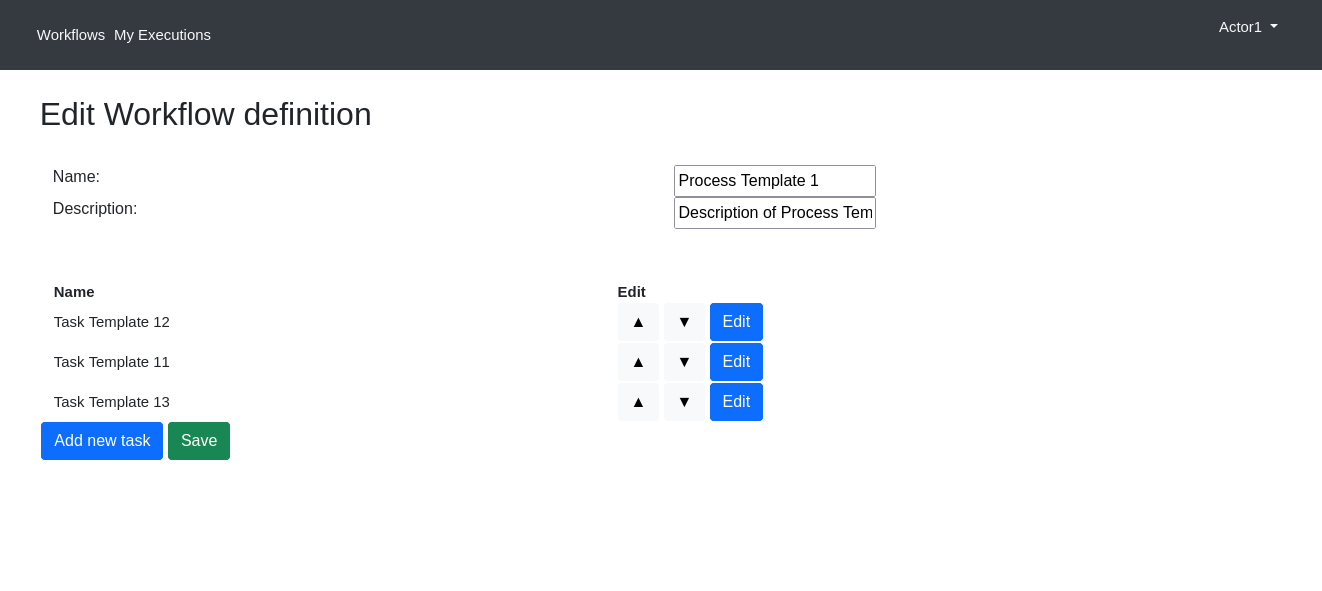 Workflows My Executions Actor1
Edit Workflow definition
Name: Process Template 1
Description: Description of Process Tem
Name Edit
Task Template 12 ▲ ▼ Edit
Task Template 11 ▲ ▼ Edit
Task Template 13 ▲ ▼ Edit
Add new task Save